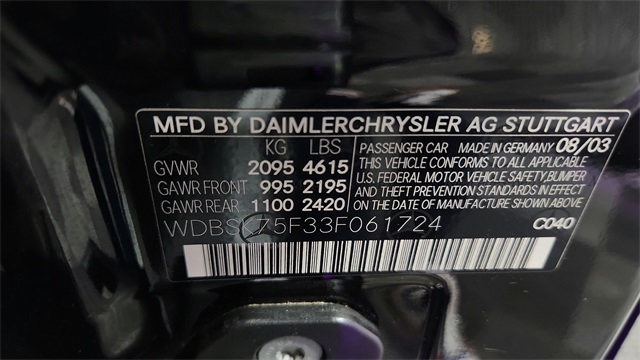 MFD BY DAIMLERCHRYSLER AG STUTTGART
KG LBS
GVWR 2095 4615
GAWR FRONT 995 2195
GAWR REAR 1100 2420
PASSENGER CAR MADE IN GERMANY 08/03
THIS VEHICLE CONFORMS TO ALL APPLICABLE
U.S. FEDERAL MOTOR VEHICLE SAFETY, BUMPER
AND THEFT PREVENTION STANDARDS IN EFFECT
ON THE DATE OF MANUFACTURE SHOWN ABOVE
WDBSK75F33F061724
C040